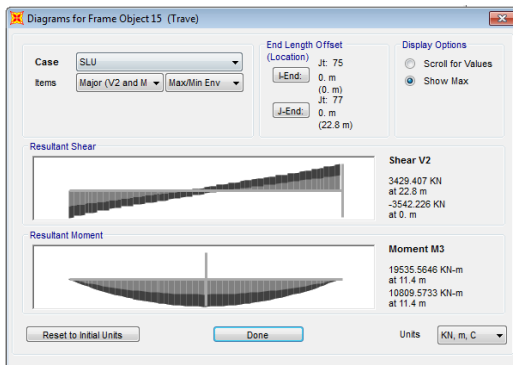 Diagrams for Frame Object 15 (Trave)
Case
SLU
Items
Major (V2 and M
Max/Min Env
End Length Offset
(Location)
I-End:
Jt: 75
0. m
(0. m)
J-End:
Jt: 77
0. m
(22.8 m)
Display Options
Scroll for Values
Show Max
Resultant Shear
Shear V2
3429.407 KN
at 22.8 m
-3542.226 KN
at 0. m
Resultant Moment
Moment M3
19535.5646 KN-m
at 11.4 m
10809.5733 KN-m
at 11.4 m
Reset to Initial Units
Done
Units
KN, m, C